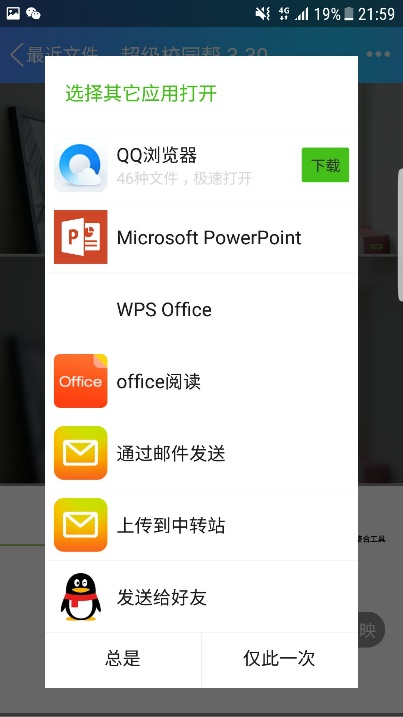 4G 19% 21:59
最近文件 超级校园帮 3.30
选择其它应用打开
QQ浏览器
46种文件，极速打开
下载
P
Microsoft PowerPoint
WPS Office
Office
office阅读
通过邮件发送
上传到中转站
整合工具
发送给好友
映
总是 仅此一次